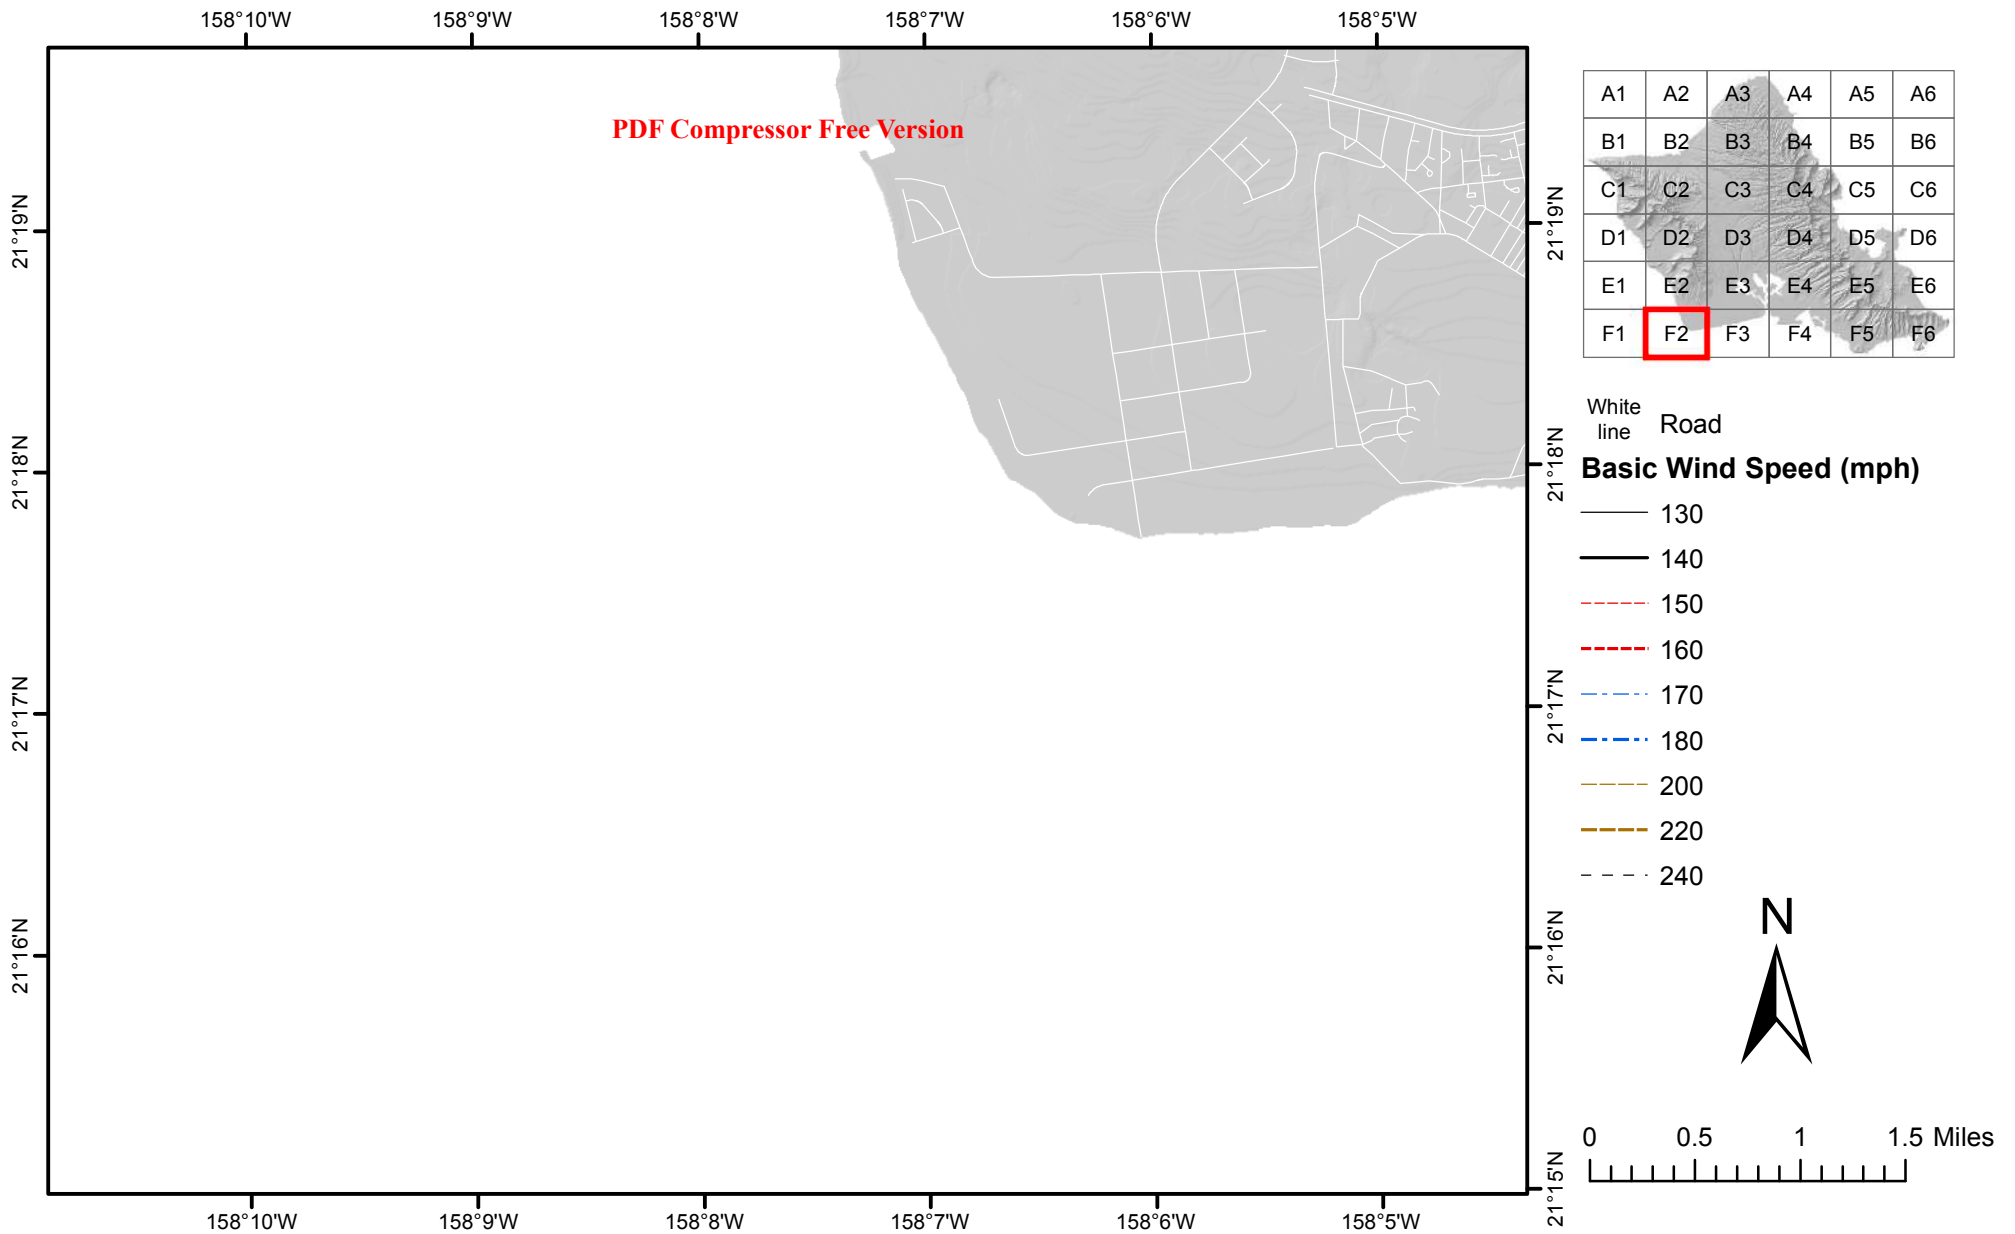 158°10'W 158°9'W 158°8'W 158°7'W 158°6'W 158°5'W
PDF Compressor Free Version
21°19'N
21°18'N
21°17'N
21°16'N
21°19'N
21°18'N
21°17'N
21°16'N
21°15'N
158°10'W 158°9'W 158°8'W 158°7'W 158°6'W 158°5'W
A1 A2 A3 A4 A5 A6
B1 B2 B3 B4 B5 B6
C1 C2 C3 C4 C5 C6
D1 D2 D3 D4 D5 D6
E1 E2 E3 E4 E5 E6
F1 F2 F3 F4 F5 F6
White
line
Road
Basic Wind Speed (mph)
130
140
150
160
170
180
200
220
240
N
0 0.5 1 1.5 Miles